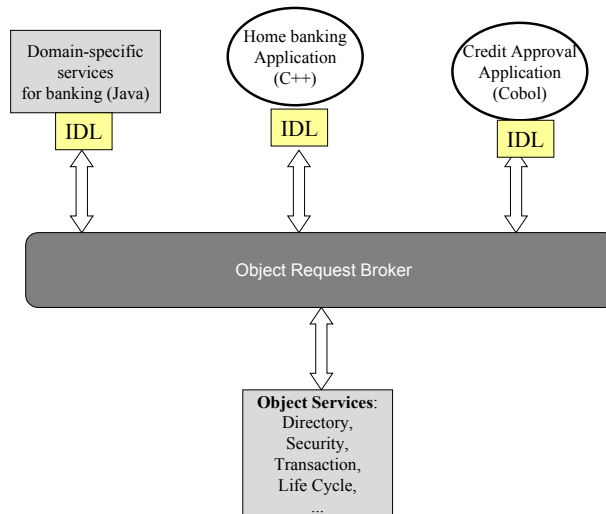 Domain-specific
services
for banking (Java)
IDL
Home banking
Application
(C++)
IDL
Credit Approval
Application
(Cobol)
IDL
Object Request Broker
Object Services:
Directory,
Security,
Transaction,
Life Cycle,
...